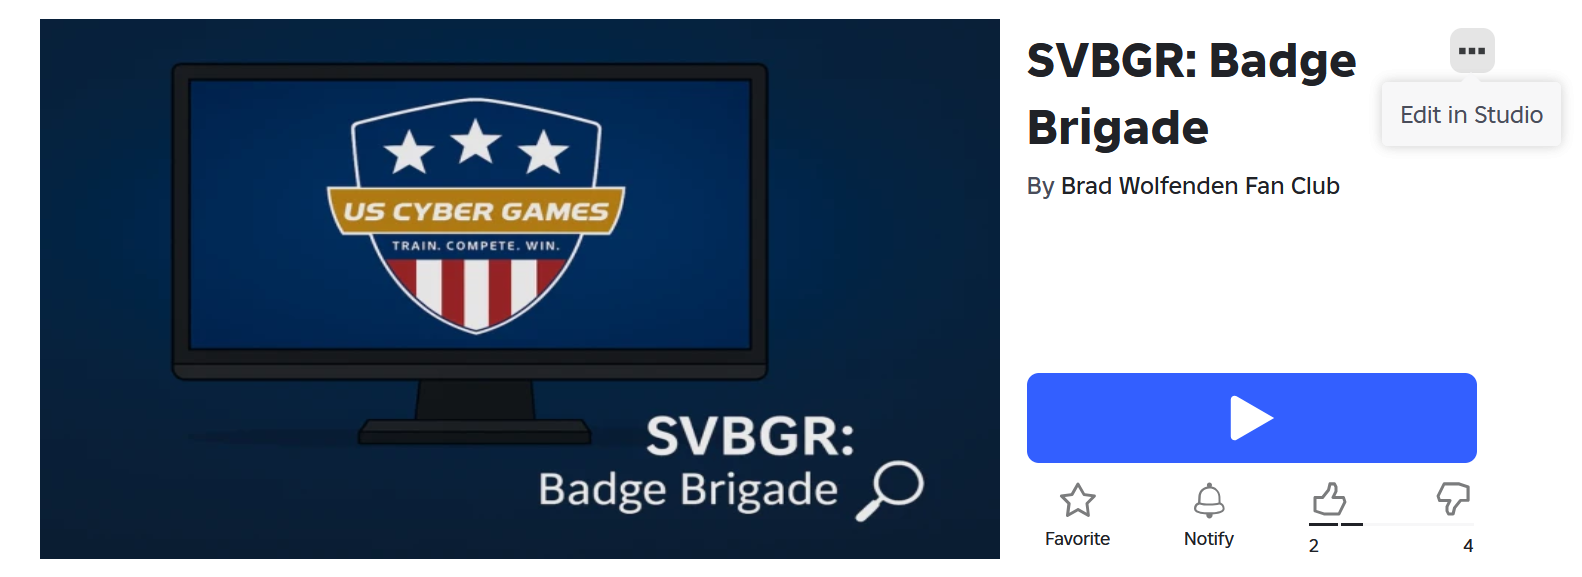 US CYBER GAMES
TRAIN. COMPETE. WIN.
SVBGR:
Badge Brigade
SVBGR: Badge
Brigade
By Brad Wolfenden Fan Club
Edit in Studio
Favorite
Notify
2
4